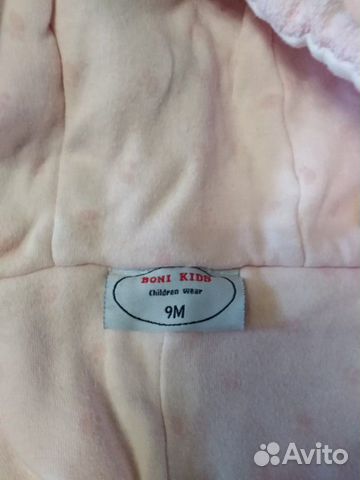 BONI KIDS
Children wear
9M
Avito